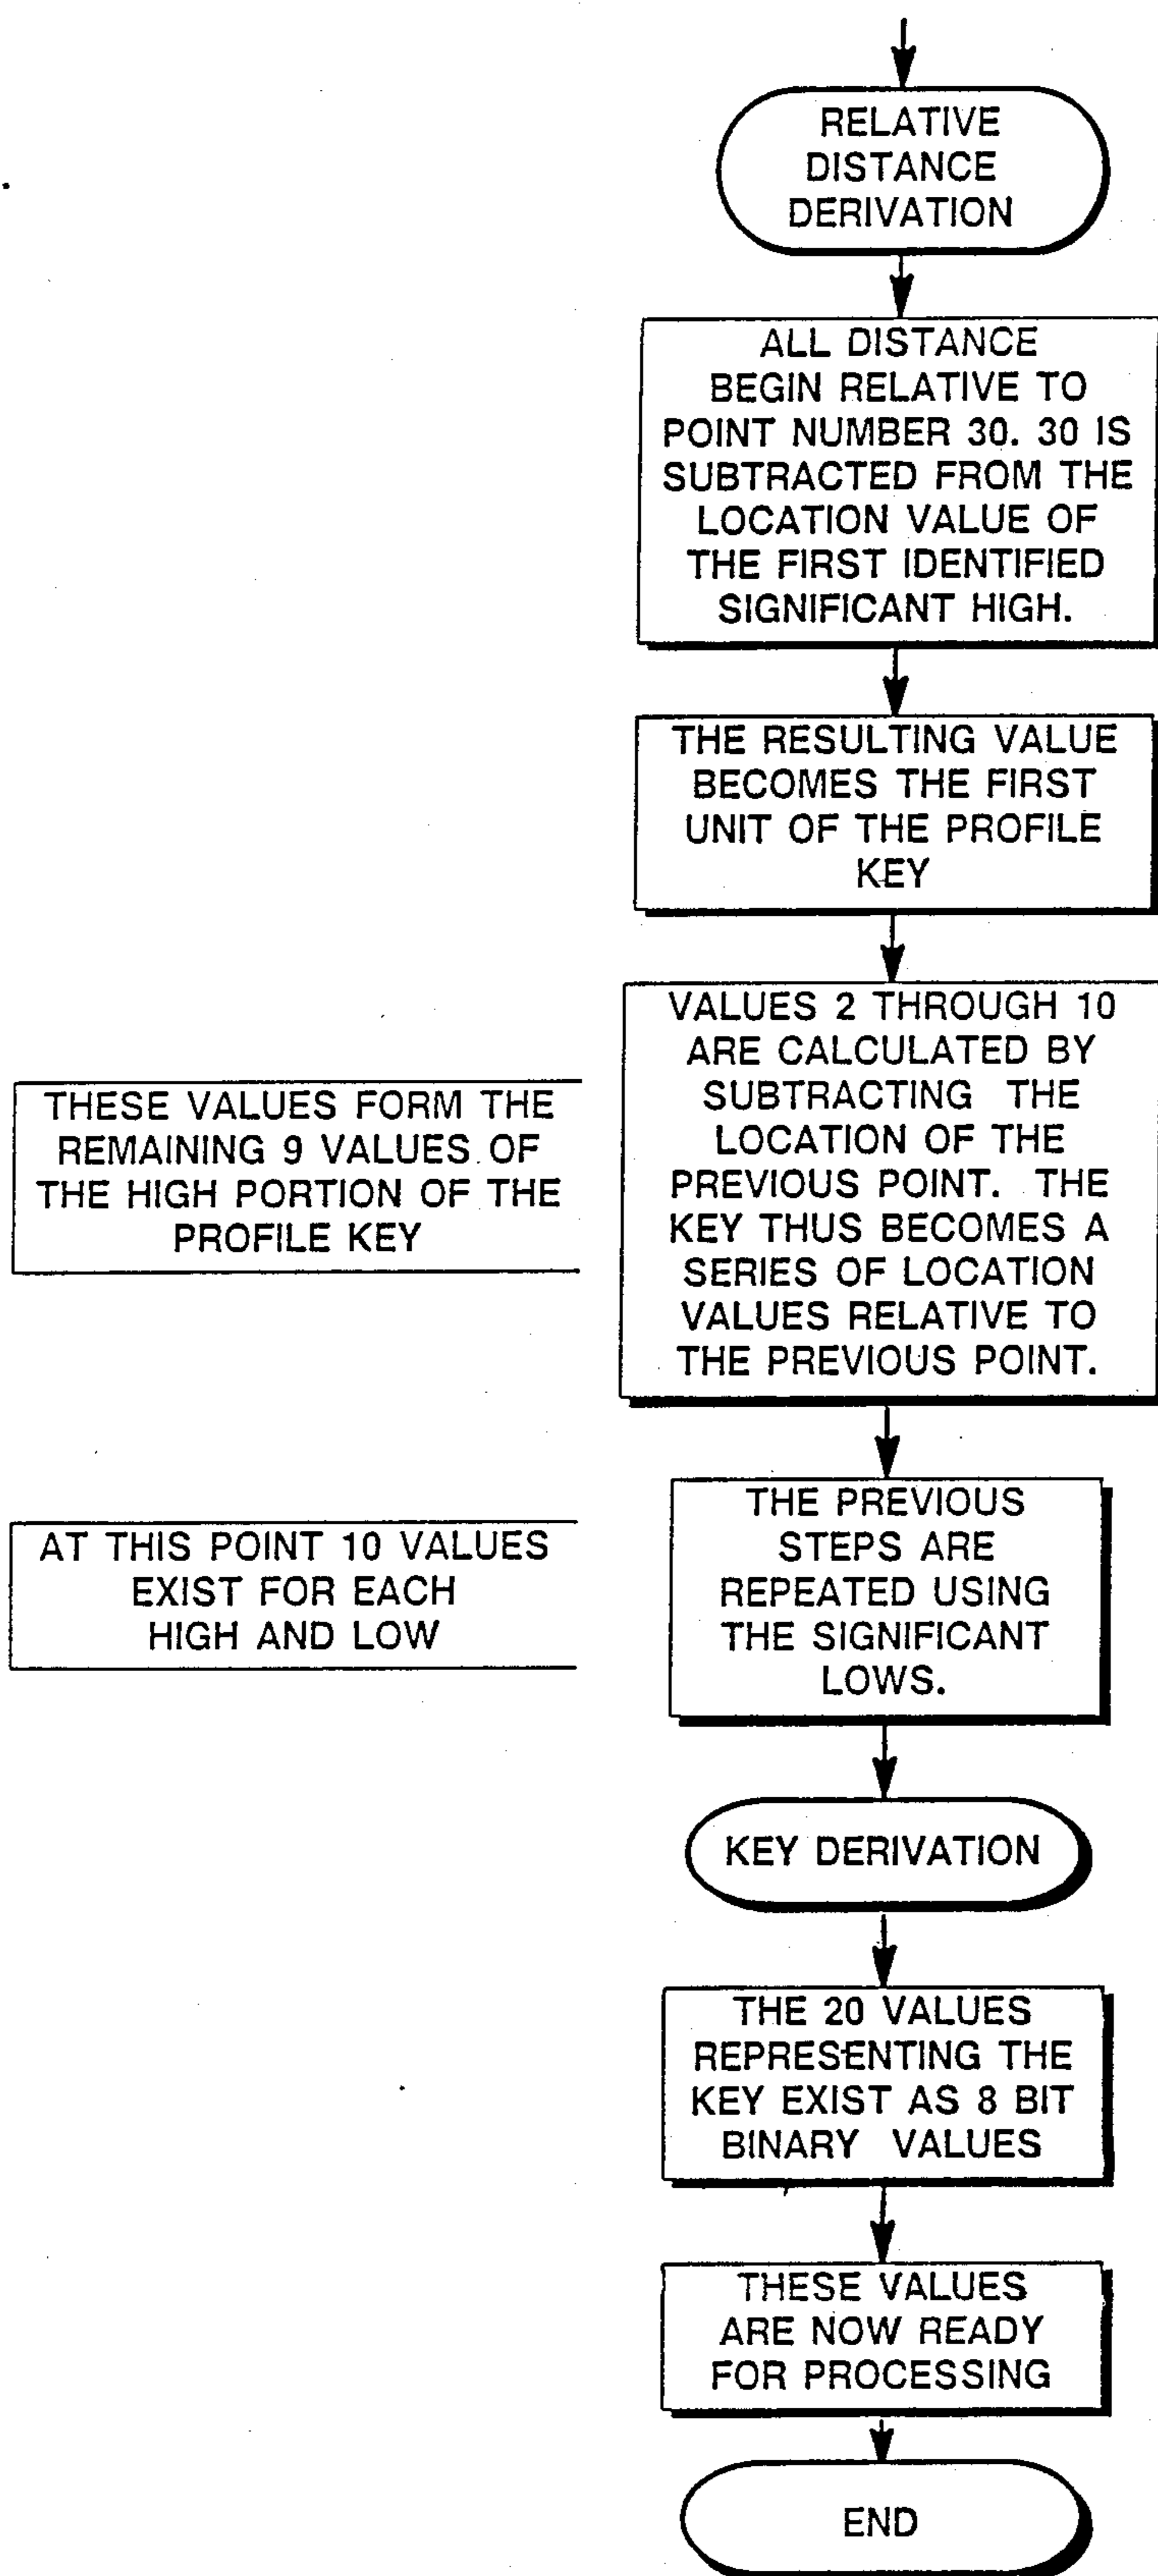 RELATIVE
DISTANCE
DERIVATION
ALL DISTANCE
BEGIN RELATIVE TO
POINT NUMBER 30. 30 IS
SUBTRACTED FROM THE
LOCATION VALUE OF
THE FIRST IDENTIFIED
SIGNIFICANT HIGH.
THE RESULTING VALUE
BECOMES THE FIRST
UNIT OF THE PROFILE
KEY
VALUES 2 THROUGH 10
ARE CALCULATED BY
SUBTRACTING THE
LOCATION OF THE
PREVIOUS POINT. THE
KEY THUS BECOMES A
SERIES OF LOCATION
VALUES RELATIVE TO
THE PREVIOUS POINT.
THESE VALUES FORM THE
REMAINING 9 VALUES OF
THE HIGH PORTION OF THE
PROFILE KEY
THE PREVIOUS
STEPS ARE
REPEATED USING
THE SIGNIFICANT
LOWS.
AT THIS POINT 10 VALUES
EXIST FOR EACH
HIGH AND LOW
KEY DERIVATION
THE 20 VALUES
REPRESENTING THE
KEY EXIST AS 8 BIT
BINARY VALUES
THESE VALUES
ARE NOW READY
FOR PROCESSING
END